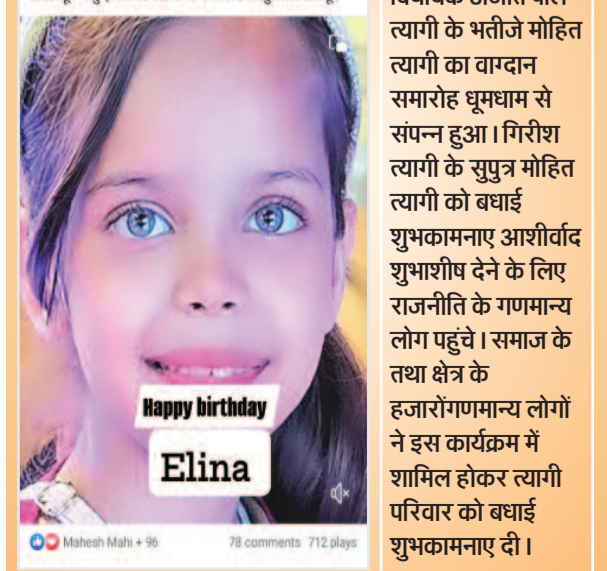 Happy birthday
Elina
Mahesh Mahi + 96
78 comments 712 plays
त्यागी के भतीजे मोहित
त्यागी का वाग्दान
समारोह धूमधाम से
संपन्न हुआ। गिरीश
त्यागी के सुपुत्र मोहित
त्यागी को बधाई
शुभकामनाए आशीर्वाद
शुभाशीष देने के लिए
राजनीति के गणमान्य
लोग पहुंचे। समाज के
तथा क्षेत्र के
हजारोंगणमान्य लोगों
ने इस कार्यक्रम में
शामिल होकर त्यागी
परिवार को बधाई
शुभकामनाए दी।